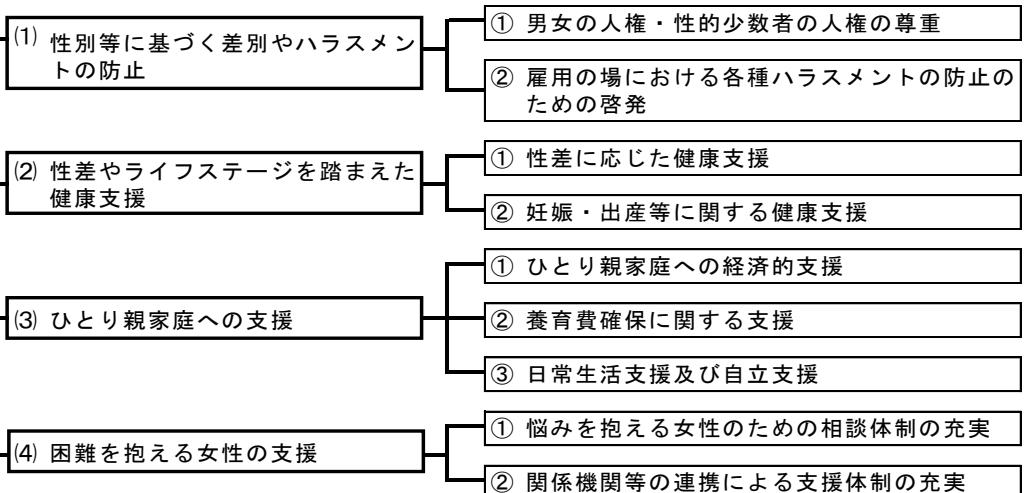 ⑴ 性別等に基づく差別やハラスメン
トの防止
① 男女の人権・性的少数者の人権の尊重
② 雇用の場における各種ハラスメントの防止の
ための啓発
⑵ 性差やライフステージを踏まえた
健康支援
① 性差に応じた健康支援
② 妊娠・出産等に関する健康支援
⑶ ひとり親家庭への支援
① ひとり親家庭への経済的支援
② 養育費確保に関する支援
③ 日常生活支援及び自立支援
⑷ 困難を抱える女性の支援
① 悩みを抱える女性のための相談体制の充実
② 関係機関等の連携による支援体制の充実